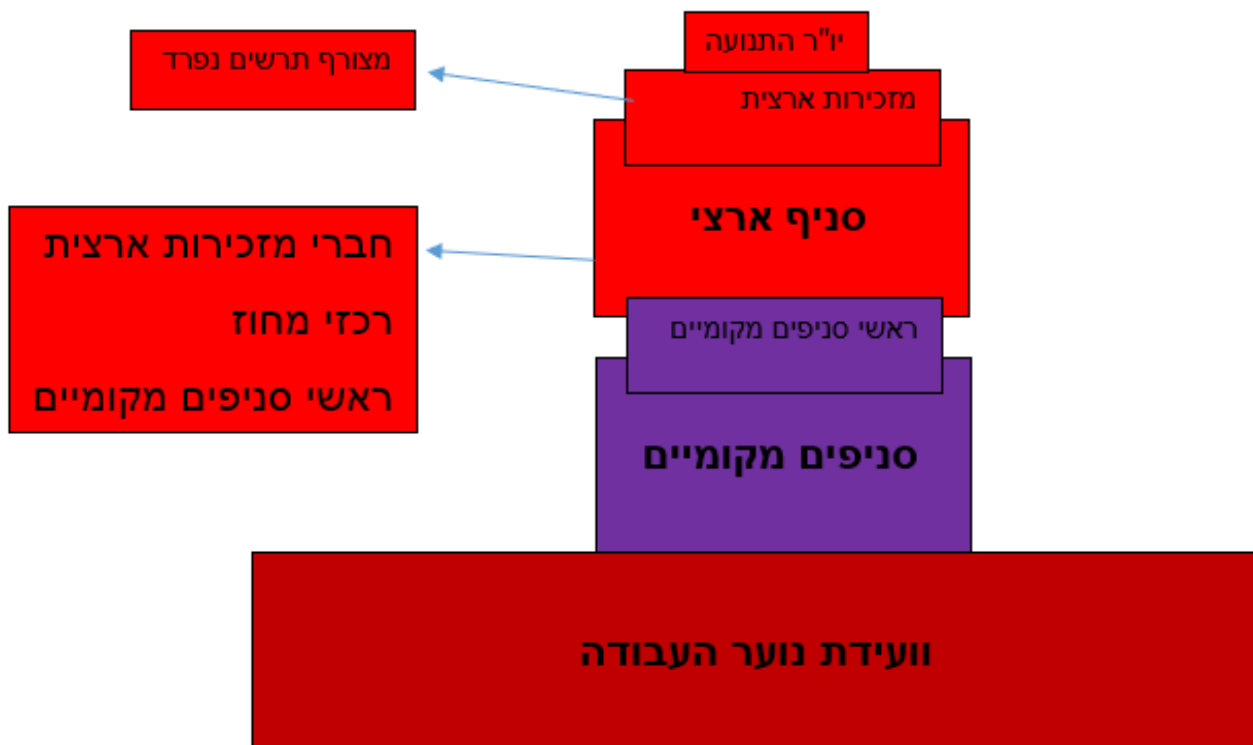 יו"ר התנועה
מצורף תרשים נפרד
מזכירות ארצית
סניף ארצי
חברי מזכירות ארצית
רכזי מחוז
ראשי סניפים מקומיים
ראשי סניפים מקומיים
סניפים מקומיים
וועידת נוער העבודה